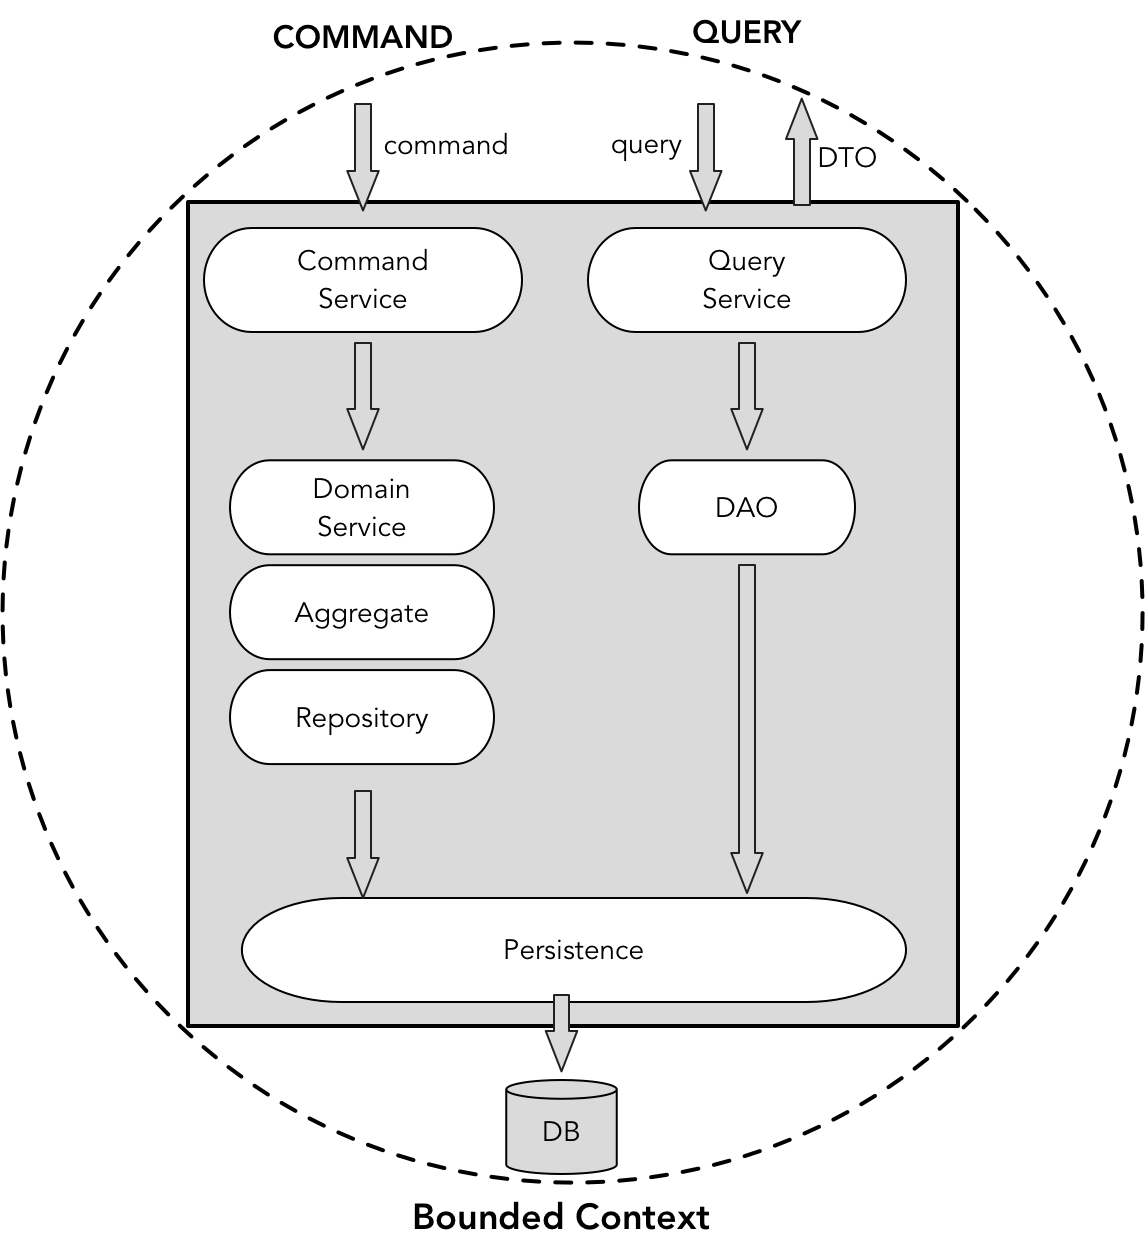 COMMAND
QUERY
command
query
DTO
Command
Service
Query
Service
Domain
Service
DAO
Aggregate
Repository
Persistence
DB
Bounded Context